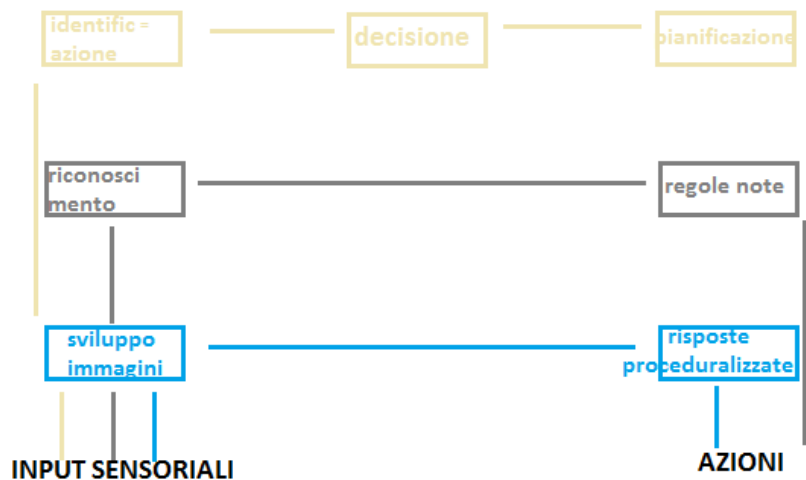 identific =
azione
decisione
pianificazione
riconosci
mento
regole note
sviluppo
immagini
risposte
proceduralizzate
INPUT SENSORIALI
AZIONI